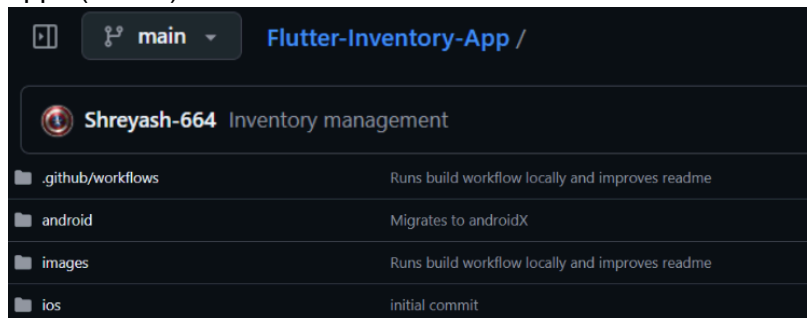 main
Flutter-Inventory-App /
Shreyash-664 Inventory management
.github/workflows Runs build workflow locally and improves readme
android Migrates to androidX
images Runs build workflow locally and improves readme
ios initial commit